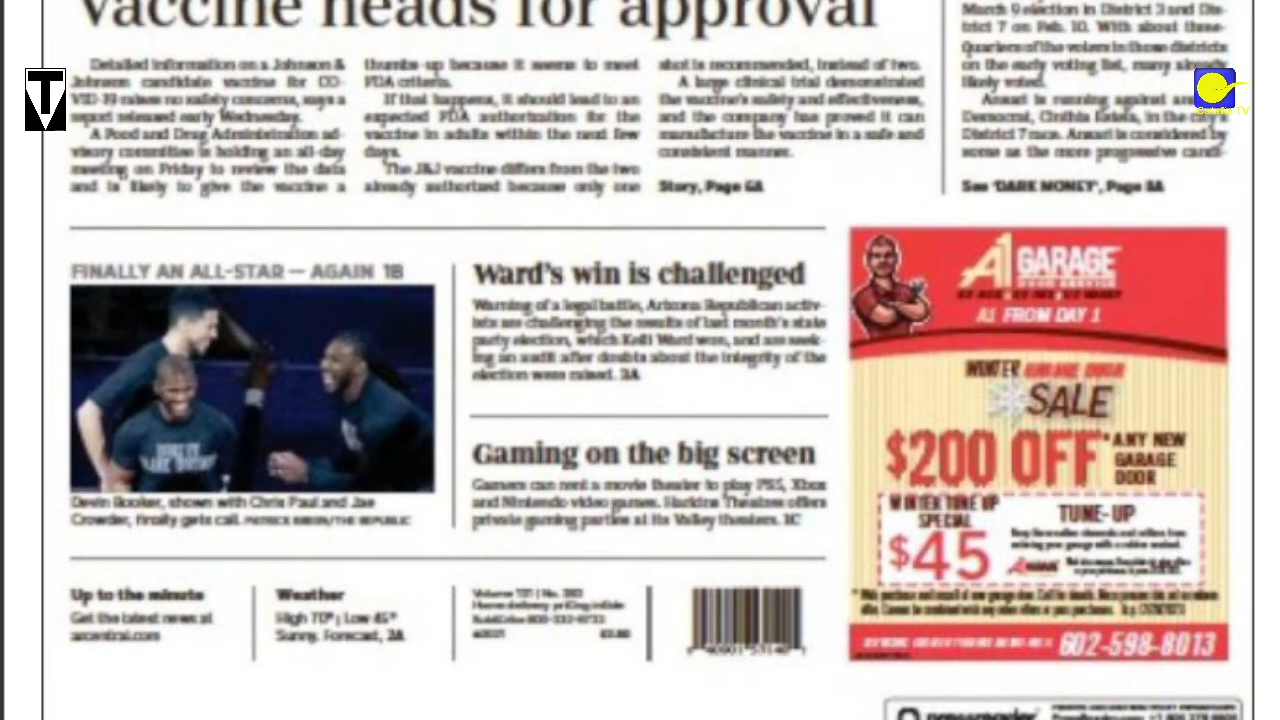 vaccine heads for approval
Detailed information on a Johnson &
Johnson candidate vaccine for CO-
VID-19 raises no safety concerns, says a
report released early Wednesday.
A Food and Drug Administration ad-
visory committee is holding an all-day
meeting on Friday to review the data
and is likely to give the vaccine a
thumbs-up because it seems to meet
FDA criteria.
If that happens, it should lead to an
expected FDA authorization for the
vaccine in adults within the next few
days.
The J&J vaccine differs from the two
already authorized because only one
shot is recommended, instead of two.
A large clinical trial demonstrated
the vaccine's safety and effectiveness,
and the company has proved it can
manufacture the vaccine in a safe and
consistent manner.
Story, Page 6A
March 9 election in District 3 and Dis-
trict 7 on Feb. 10. With about three-
quarters of the voters in those districts
on the early voting list, many already
likely voted.
Ansari is running against
Democrat, Cinthia Estela, in the
District 7 race. Ansari is considered by
some as the more progressive candi-
See 'DARK MONEY', Page 8A
FINALLY AN ALL-STAR — AGAIN 1B
Devin Booker, shown with Chris Paul and Jae
Crowder, finally gets call. PATRICK BREEN/THE REPUBLIC
Ward's win is challenged
Warning of a legal battle, Arizona Republican activ-
ists are challenging the results of last month's state
party election, which Kelli Ward won, and are seek-
ing an audit after doubts about the integrity of the
election were raised. 3A
Gaming on the big screen
Gamers can rent a movie theater to play PS5, Xbox
and Nintendo video games. Harkins Theatres offers
private gaming parties at its Valley theaters. 1C
Up to the minute
Get the latest news at
azcentral.com
Weather
High 70° | Low 45°
Sunny. Forecast, 2A
Home delivery pricing inside
©2021
A1 GARAGE
DOOR SERVICE
A1 FROM DAY 1
WINTER GARAGE DOOR
SALE
$200 OFF* ANY NEW
GARAGE
DOOR
WINTER TUNE UP
SPECIAL
$45
TUNE-UP
602-598-8013
pressreader